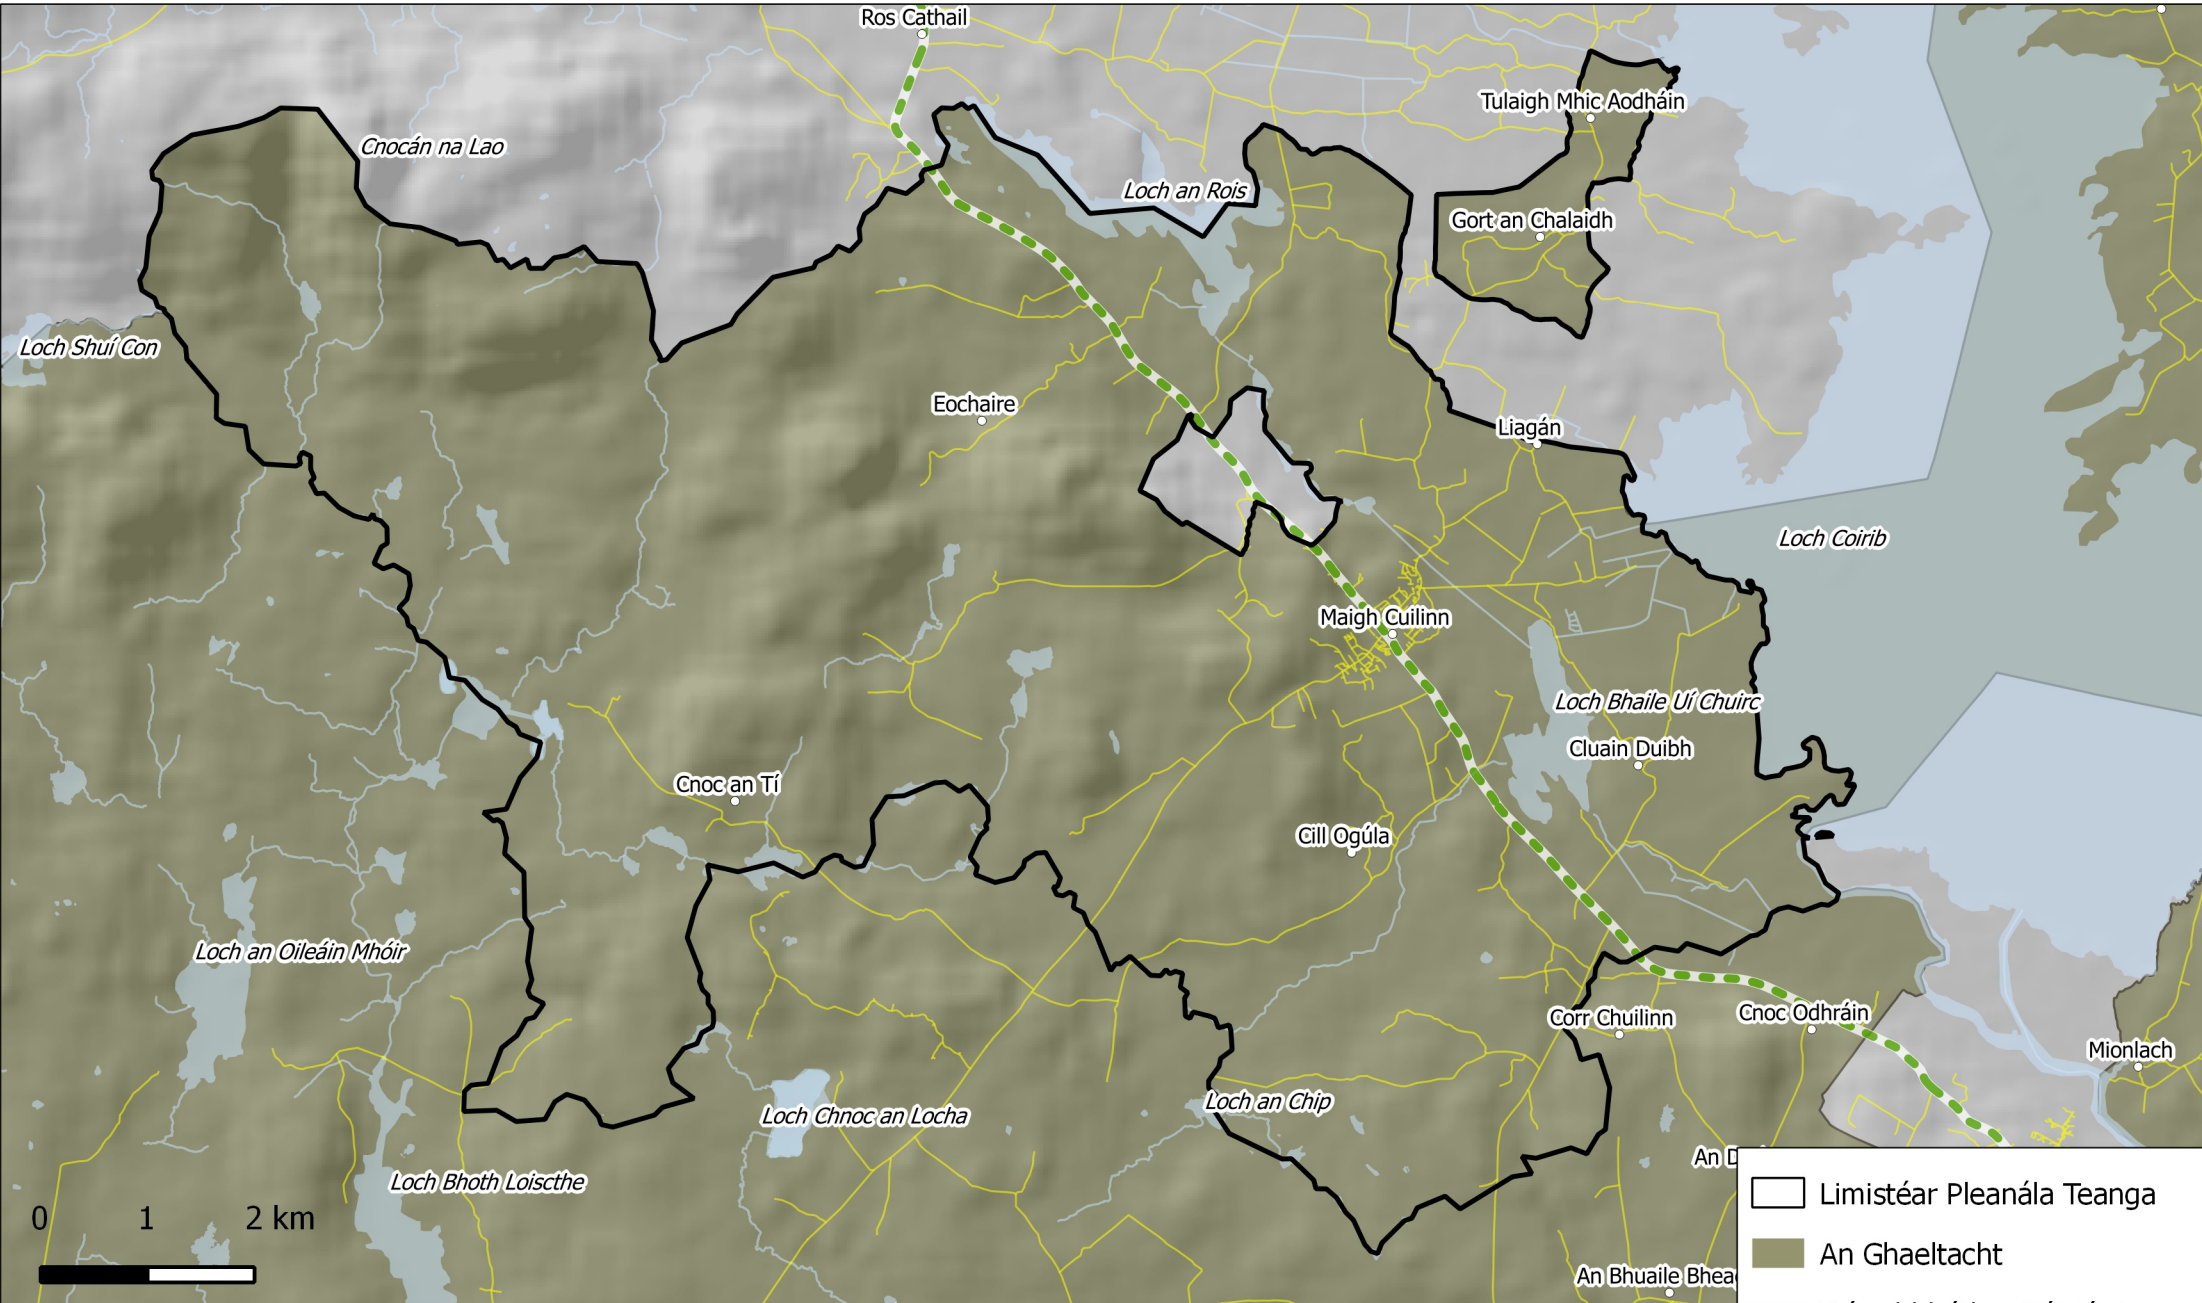 Ros Cathail
Tulaigh Mhic Aodháin
Cnocán na Lao
Loch an Rois
Gort an Chalaidh
Loch Shuí Con
Eochaire
Liagán
Loch Coirib
Maigh Cuilinn
Loch Bhaile Uí Chuirc
Cluain Duibh
Cnoc an Tí
Cill Ogúla
Loch an Oileáin Mhóir
Corr Chuilinn
Cnoc Odhráin
Mionlach
Loch an Chip
Loch Chnoc an Locha
An D
Loch Bhoth Loiscthe
0 1 2 km
An Bhuaile Bhea
Limistéar Pleanála Teanga
An Ghaeltacht